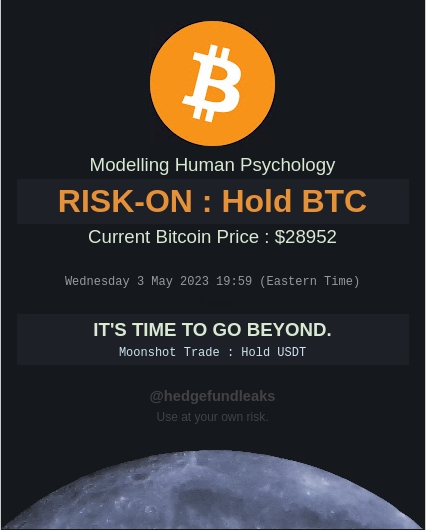 Modelling Human Psychology
RISK-ON : Hold BTC
Current Bitcoin Price : $28952
Wednesday 3 May 2023 19:59 (Eastern Time)
IT'S TIME TO GO BEYOND.
Moonshot Trade : Hold USDT
@hedgefundleaks
Use at your own risk.